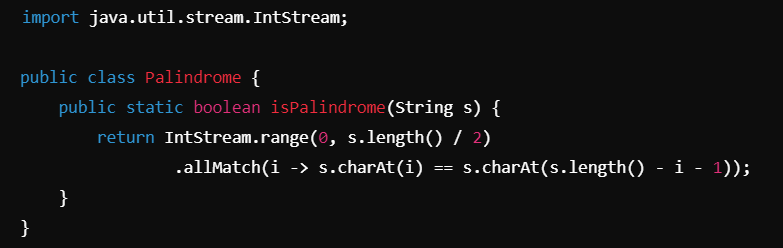 import java.util.stream.IntStream;
public class Palindrome {
public static boolean isPalindrome(String s) {
return IntStream.range(0, s.length() / 2)
.allMatch(i -> s.charAt(i) == s.charAt(s.length() - i - 1));
}
}